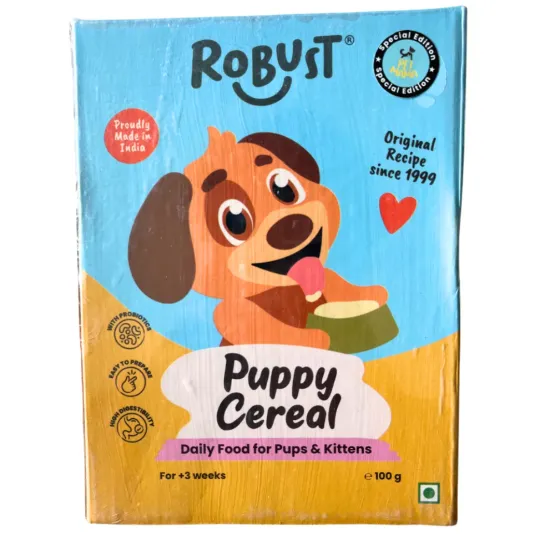 ROBUST®
Special Edition
Special Edition
Proudly
Made in
India
Original
Recipe
since 1999
WITH PROBIOTICS
EASY TO PREPARE
HIGH DIGESTIBILITY
Puppy
Cereal
Daily Food for Pups & Kittens
For +3 weeks
℮ 100 g